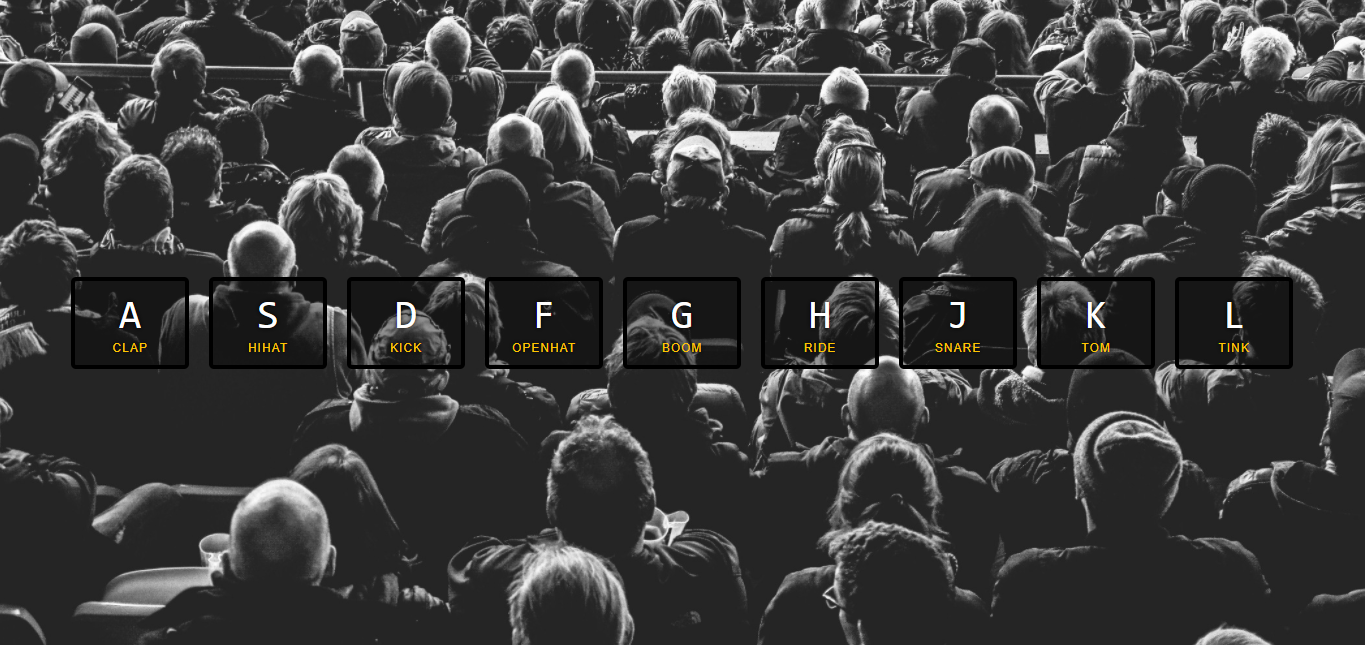 A S D F G H J K L
CLAP HIHAT KICK OPENHAT BOOM RIDE SNARE TOM TINK